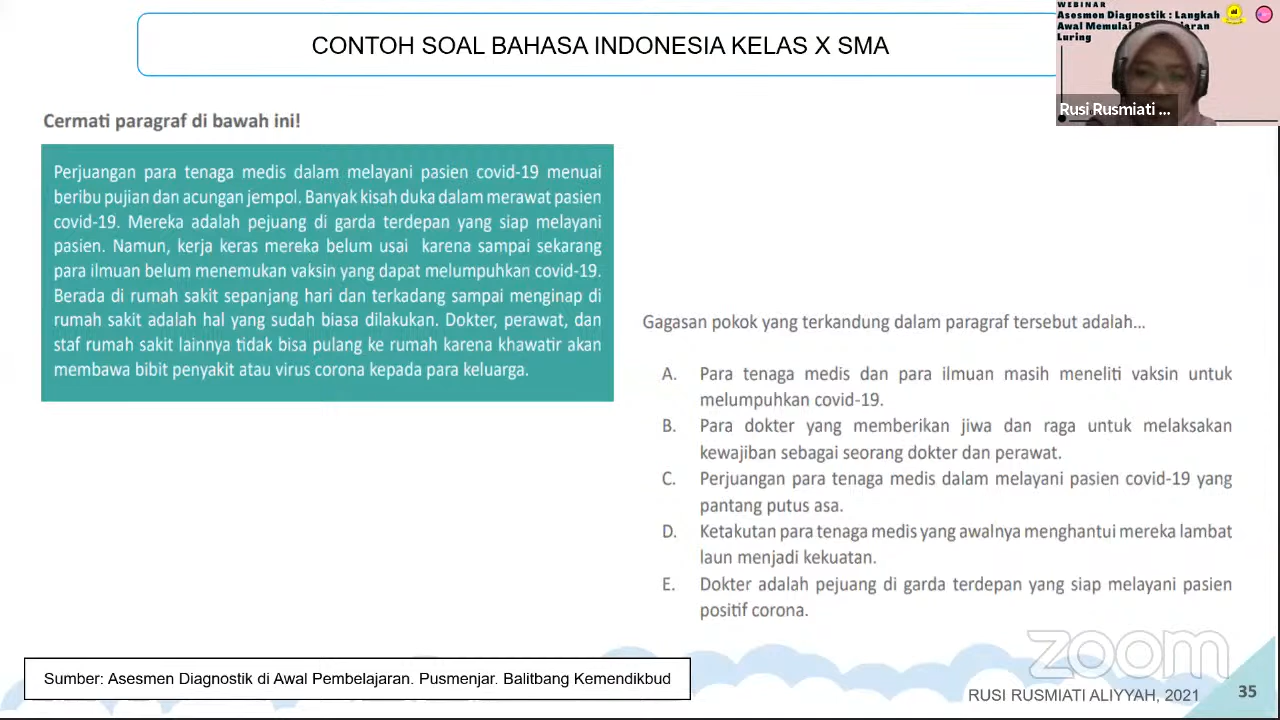 CONTOH SOAL BAHASA INDONESIA KELAS X SMA
WEBINAR
Asesmen Diagnostik : Langkah
Awal Memulai
Luring
Rusi Rusmiati ...
Cermati paragraf di bawah ini!
Perjuangan para tenaga medis dalam melayani pasien covid-19 menuai
beribu pujian dan acungan jempol. Banyak kisah duka dalam merawat pasien
covid-19. Mereka adalah pejuang di garda terdepan yang siap melayani
pasien. Namun, kerja keras mereka belum usai karena sampai sekarang
para ilmuan belum menemukan vaksin yang dapat melumpuhkan covid-19.
Berada di rumah sakit sepanjang hari dan terkadang sampai menginap di
rumah sakit adalah hal yang sudah biasa dilakukan. Dokter, perawat, dan
staf rumah sakit lainnya tidak bisa pulang ke rumah karena khawatir akan
membawa bibit penyakit atau virus corona kepada para keluarga.
Gagasan pokok yang terkandung dalam paragraf tersebut adalah...
A. Para tenaga medis dan para ilmuan masih meneliti vaksin untuk
melumpuhkan covid-19.
B. Para dokter yang memberikan jiwa dan raga untuk melaksakan
kewajiban sebagai seorang dokter dan perawat.
C. Perjuangan para tenaga medis dalam melayani pasien covid-19 yang
pantang putus asa.
D. Ketakutan para tenaga medis yang awalnya menghantui mereka lambat
laun menjadi kekuatan.
E. Dokter adalah pejuang di garda terdepan yang siap melayani pasien
positif corona.
zoom
Sumber: Asesmen Diagnostik di Awal Pembelajaran. Pusmenjar. Balitbang Kemendikbud
RUSI RUSMIATI ALIYYAH, 2021
35